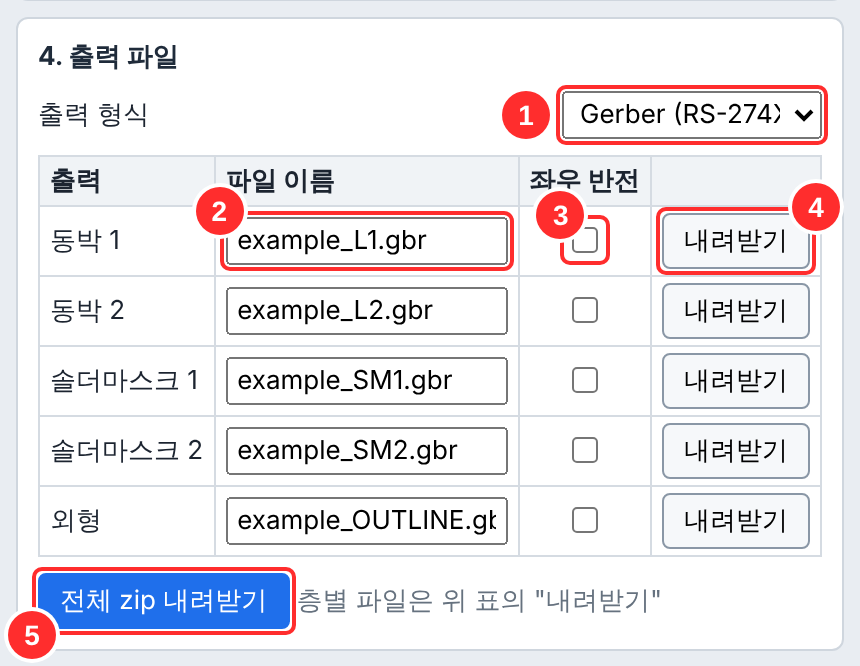 4. 출력 파일
출력 형식 1 Gerber (RS-274X
출력 파일 이름 좌우 반전
2 3 4
동박 1 example_L1.gbr 내려받기
동박 2 example_L2.gbr 내려받기
솔더마스크 1 example_SM1.gbr 내려받기
솔더마스크 2 example_SM2.gbr 내려받기
외형 example_OUTLINE.gb 내려받기
전체 zip 내려받기 층별 파일은 위 표의 "내려받기"
5